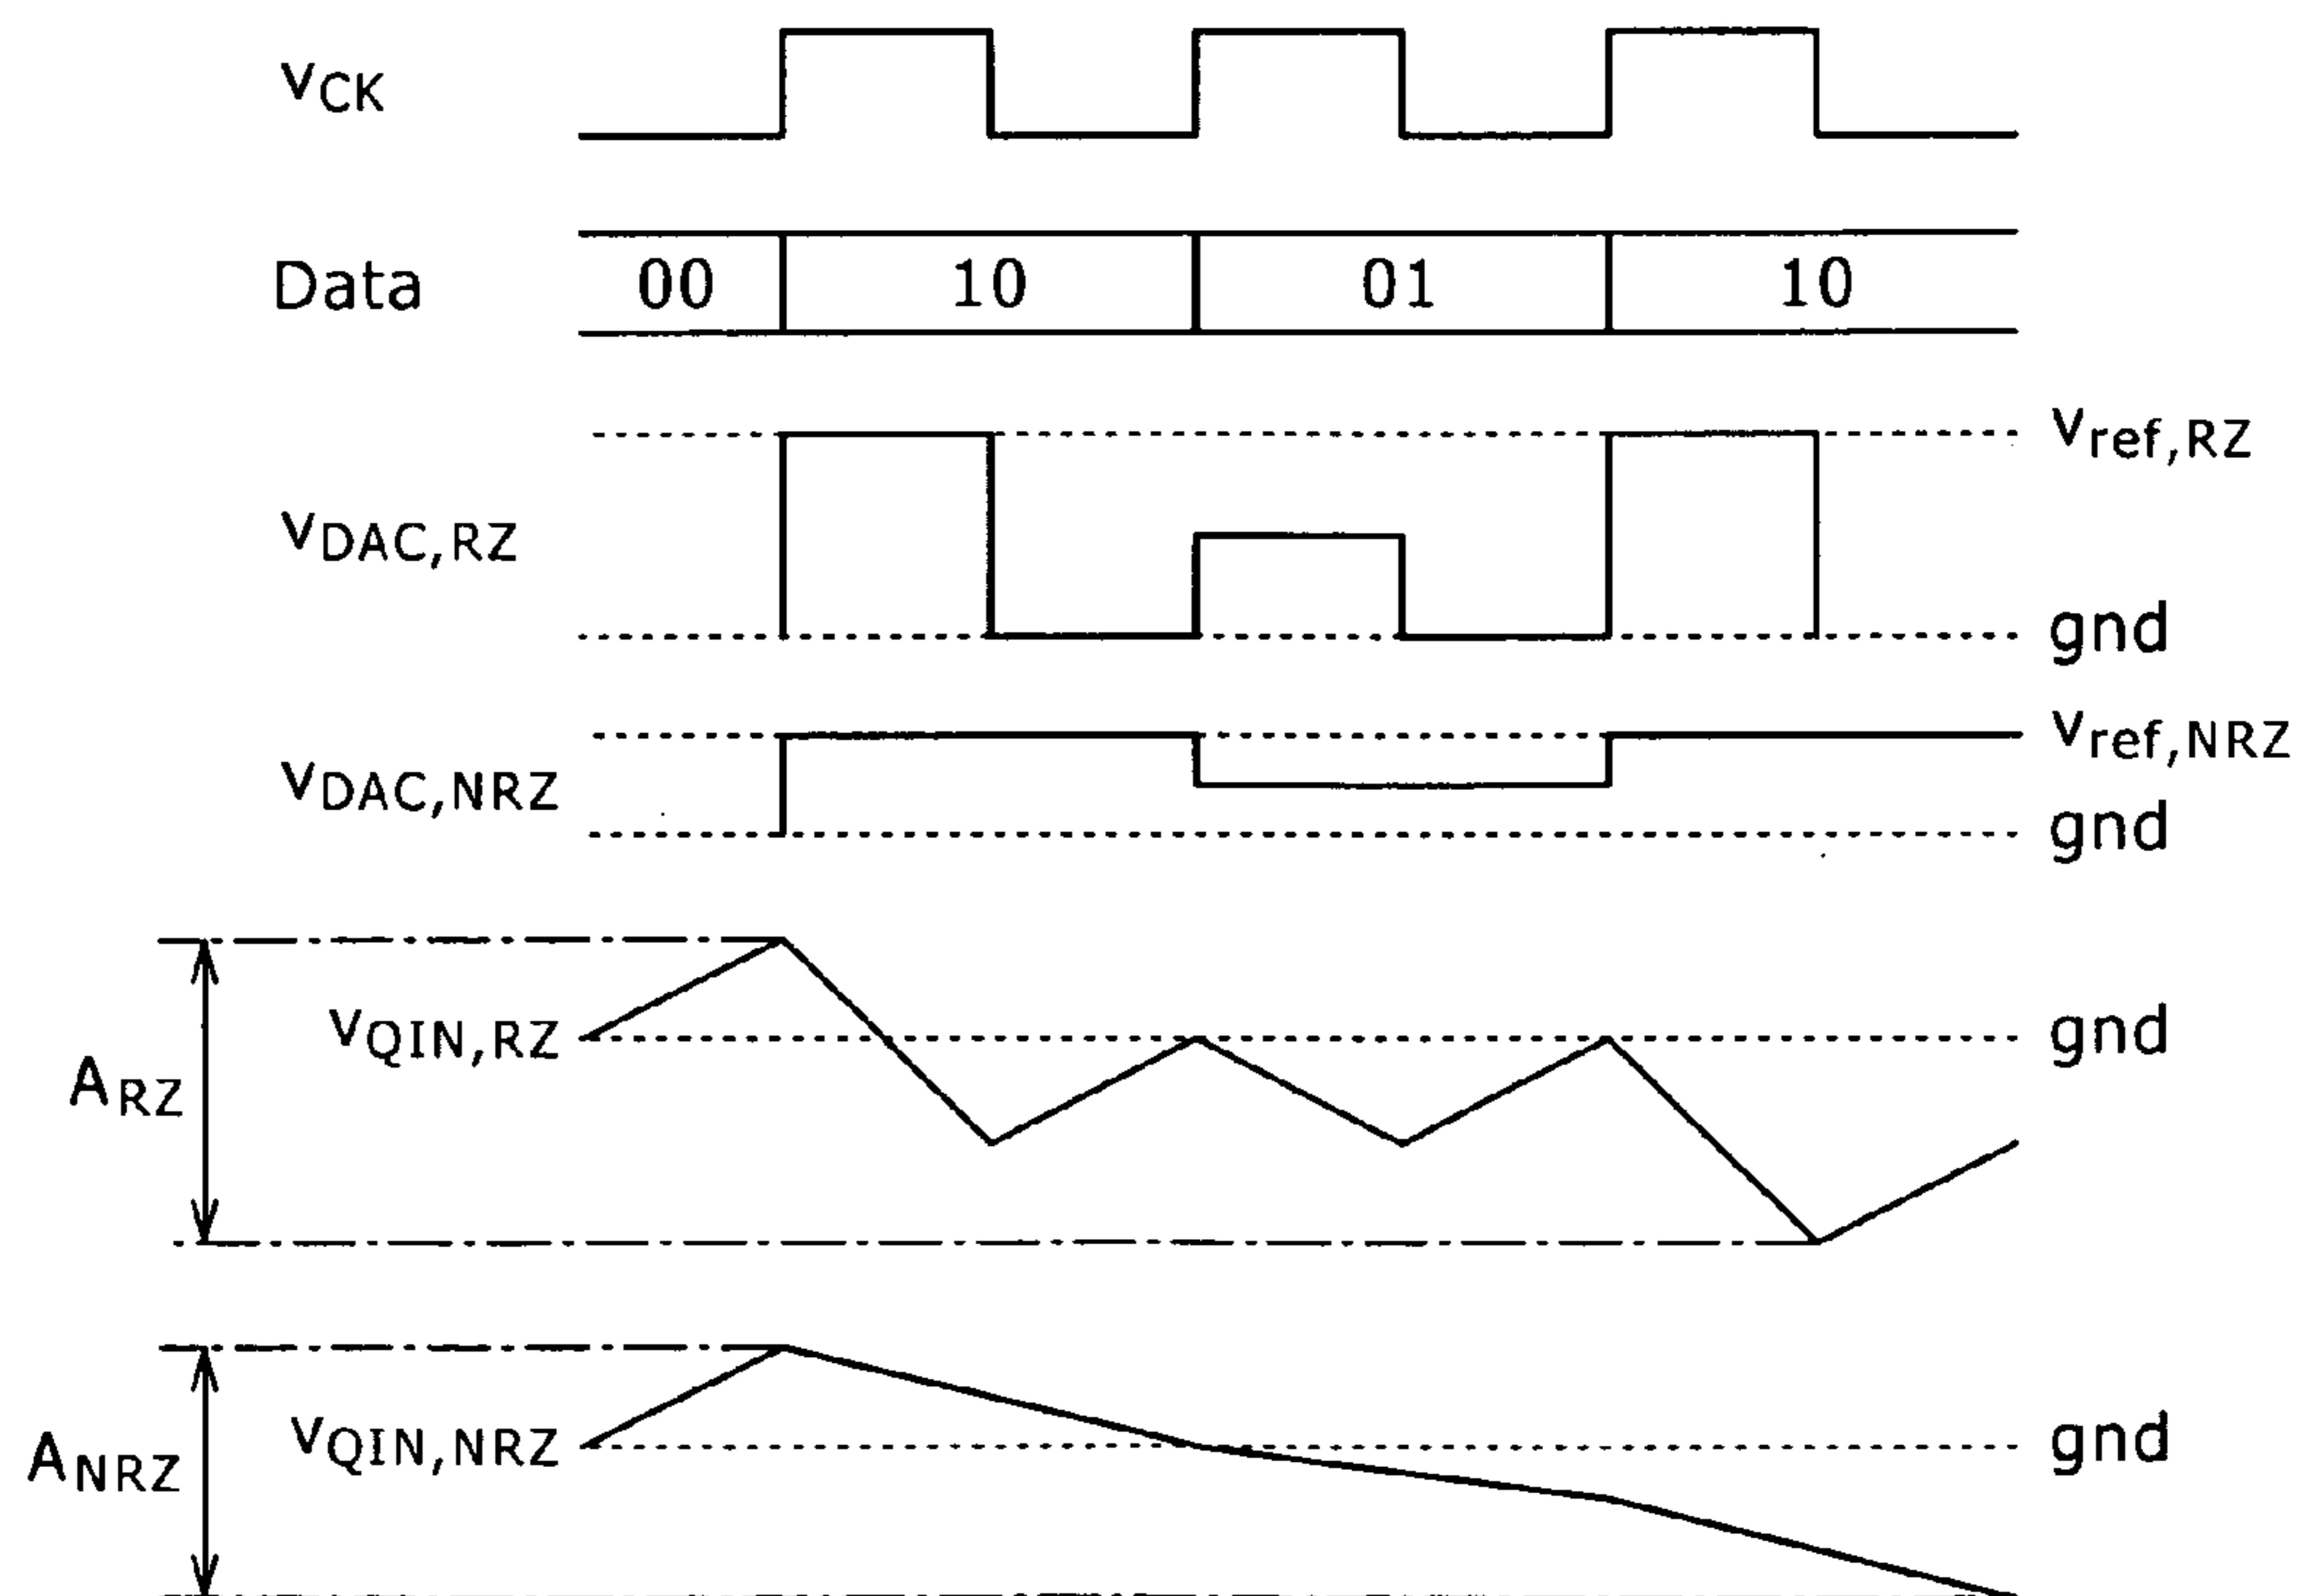 vCK
Data 00 10 01 10
vref,RZ
vDAC,RZ
gnd
vref,NRZ
vDAC,NRZ
gnd
vQIN,RZ gnd
ARZ
vQIN,NRZ gnd
ANRZ